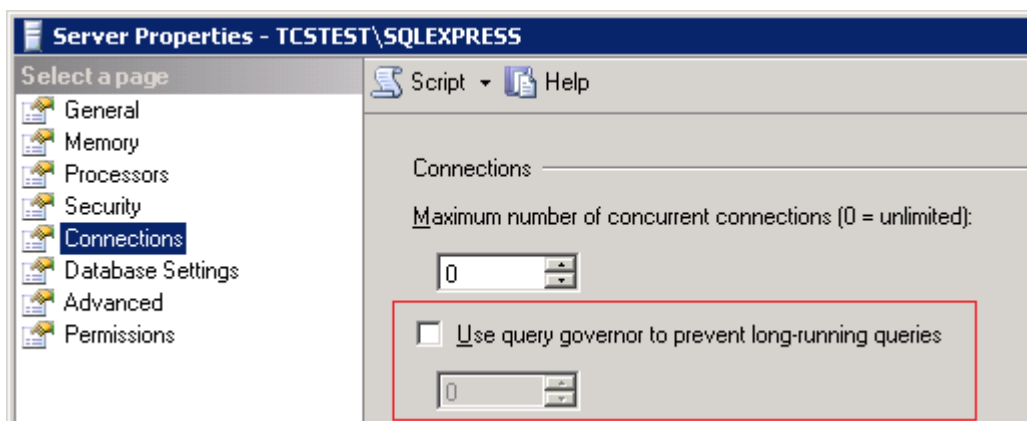 Server Properties - TCSTEST\SQLEXPRESS
Select a page
General
Memory
Processors
Security
Connections
Database Settings
Advanced
Permissions
Script Help
Connections
Maximum number of concurrent connections (0 = unlimited):
0
Use query governor to prevent long-running queries
0